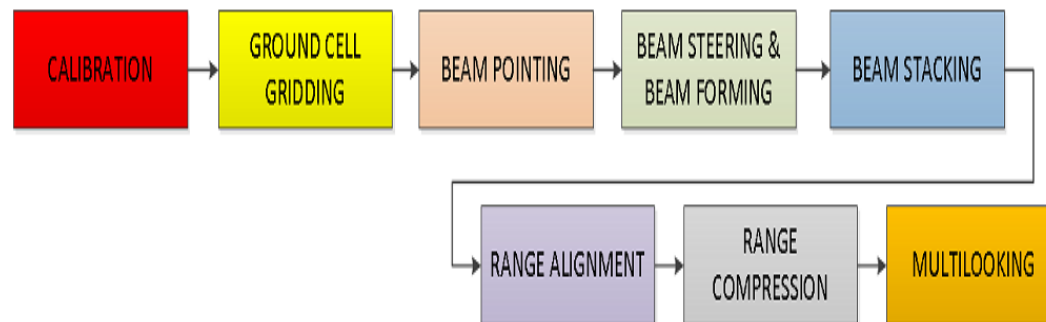 CALIBRATION
GROUND CELL
GRIDDING
BEAM POINTING
BEAM STEERING &
BEAM FORMING
BEAM STACKING
RANGE ALIGNMENT
RANGE
COMPRESSION
MULTILOOKING